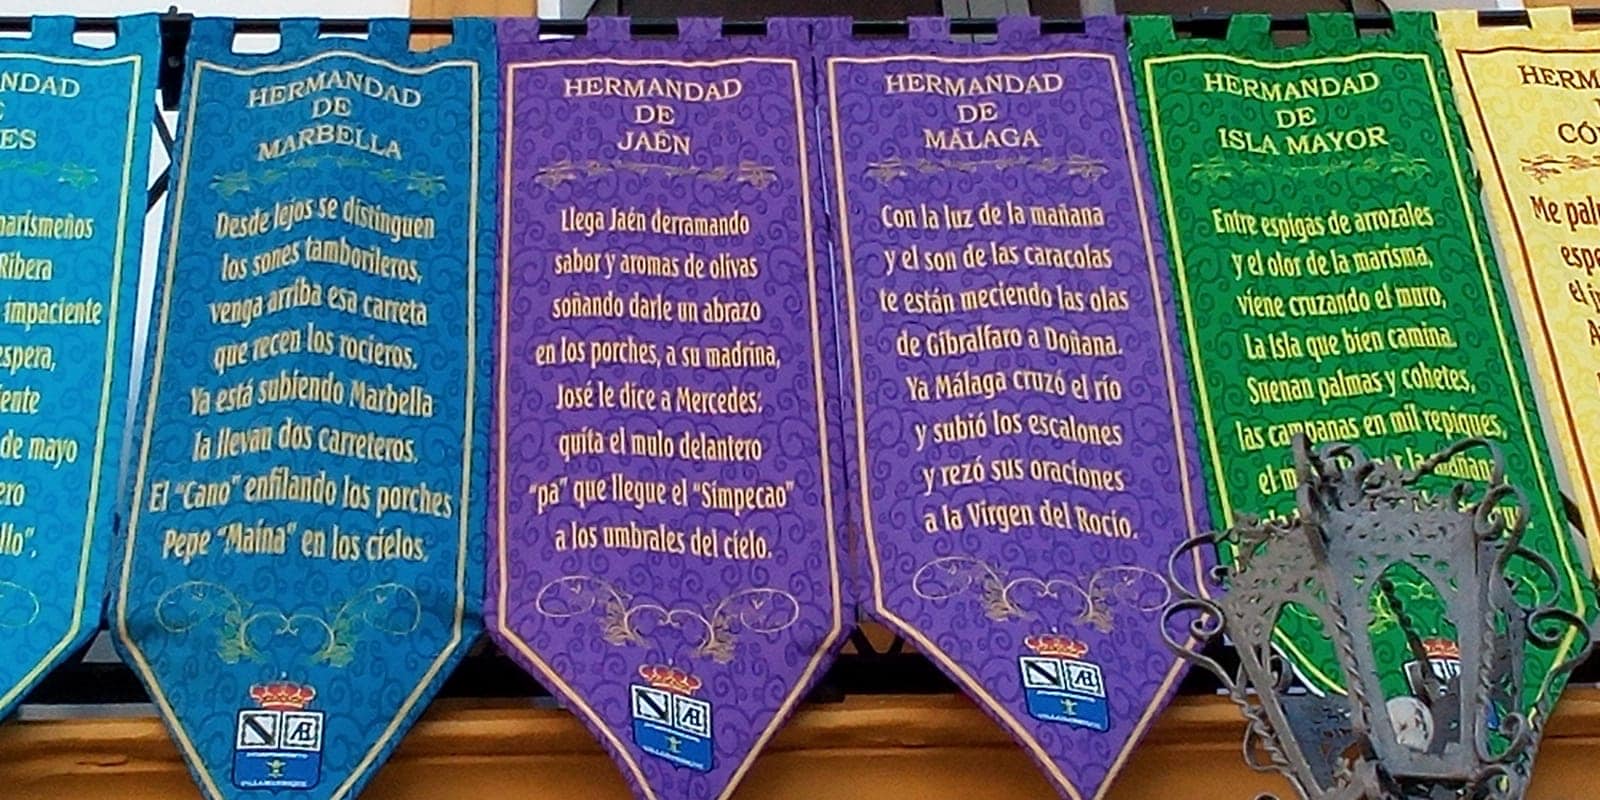 NDAD
ES
marismeños
Ribera
impaciente
espera,
de mayo
HERMANDAD
DE
MARBELLA
Desde lejos se distinguen
los sones tamborileros,
venga arriba esa carreta
que recen los rocieros.
Ya está subiendo Marbella
la llevan dos carreteros.
El "Cano" enfilando los porches
Pepe "Maina" en los cielos.
HERMANDAD
DE
JAÉN
Llega Jaén derramando
sabor y aromas de olivas
soñando darle un abrazo
en los porches, a su madrina,
José le dice a Mercedes:
quita el mulo delantero
"pa" que llegue el "Simpecao"
a los umbrales del cielo.
HERMANDAD
DE
MÁLAGA
Con la luz de la mañana
y el son de las caracolas
te están meciendo las olas
de Gibralfaro a Doñana.
Ya Málaga cruzó el río
y subió los escalones
y rezó sus oraciones
a la Virgen del Rocío.
HERMANDAD
DE
ISLA MAYOR
Entre espigas de arrozales
y el olor de la marisma,
viene cruzando el muro,
La Isla que bien camina.
Suenan palmas y cohetes,
las campanas en mil repiques,
el
la mañana
HERM
CÓ
Me
el